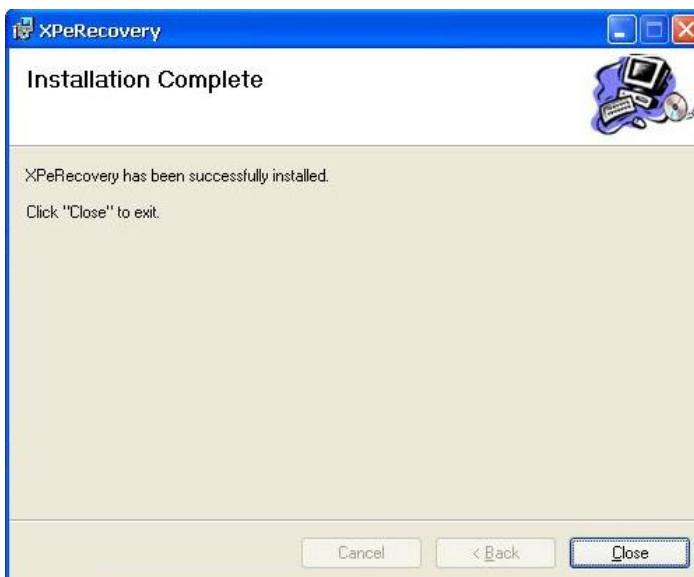 XPeRecovery
Installation Complete
XPeRecovery has been successfully installed.
Click "Close" to exit.
Cancel
< Back
Close